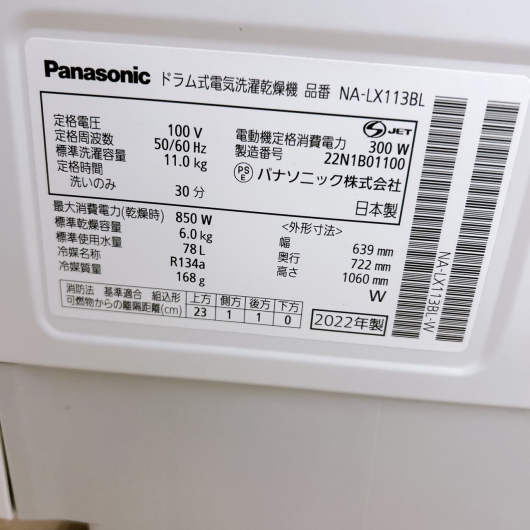 Panasonic ドラム式電気洗濯乾燥機 品番 NA-LX113BL
定格電圧 100 V
定格周波数 50/60 Hz
標準洗濯容量 11.0 kg
定格時間
洗いのみ 30 分
S JET
電動機定格消費電力 300 W
製造番号 22N1B01100
PS E パナソニック株式会社
日本製
最大消費電力(乾燥時) 850 W
標準乾燥容量 6.0 kg
標準使用水量 78 L
冷媒名称 R134a
冷媒質量 168 g
<外形寸法>
幅 639 mm
奥行 722 mm
高さ 1060 mm
W
消防法 基準適合 組込形 上方 側方 後方 下方
可燃物からの離隔距離(cm) 23 1 1 0
2022年製
NA-LX113BL-W